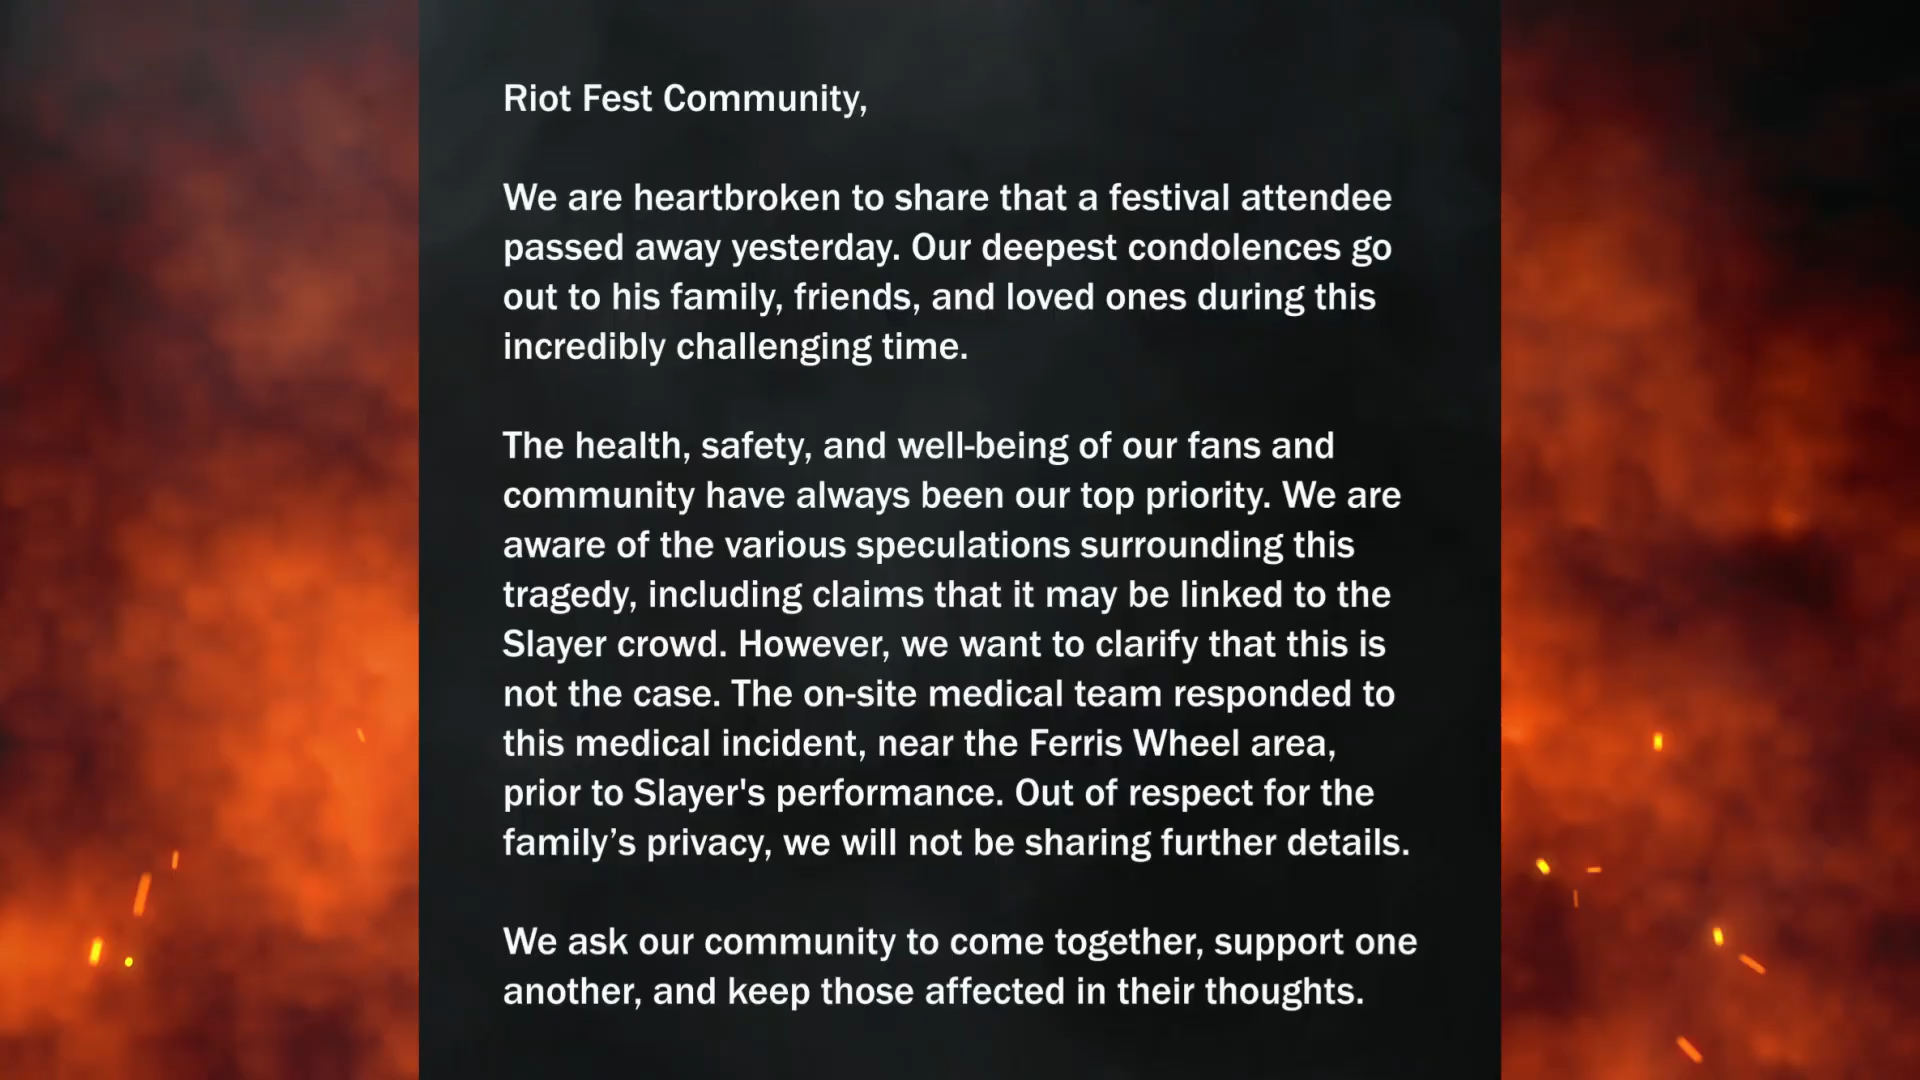 Riot Fest Community,
We are heartbroken to share that a festival attendee
passed away yesterday. Our deepest condolences go
out to his family, friends, and loved ones during this
incredibly challenging time.
The health, safety, and well-being of our fans and
community have always been our top priority. We are
aware of the various speculations surrounding this
tragedy, including claims that it may be linked to the
Slayer crowd. However, we want to clarify that this is
not the case. The on-site medical team responded to
this medical incident, near the Ferris Wheel area,
prior to Slayer's performance. Out of respect for the
family’s privacy, we will not be sharing further details.
We ask our community to come together, support one
another, and keep those affected in their thoughts.